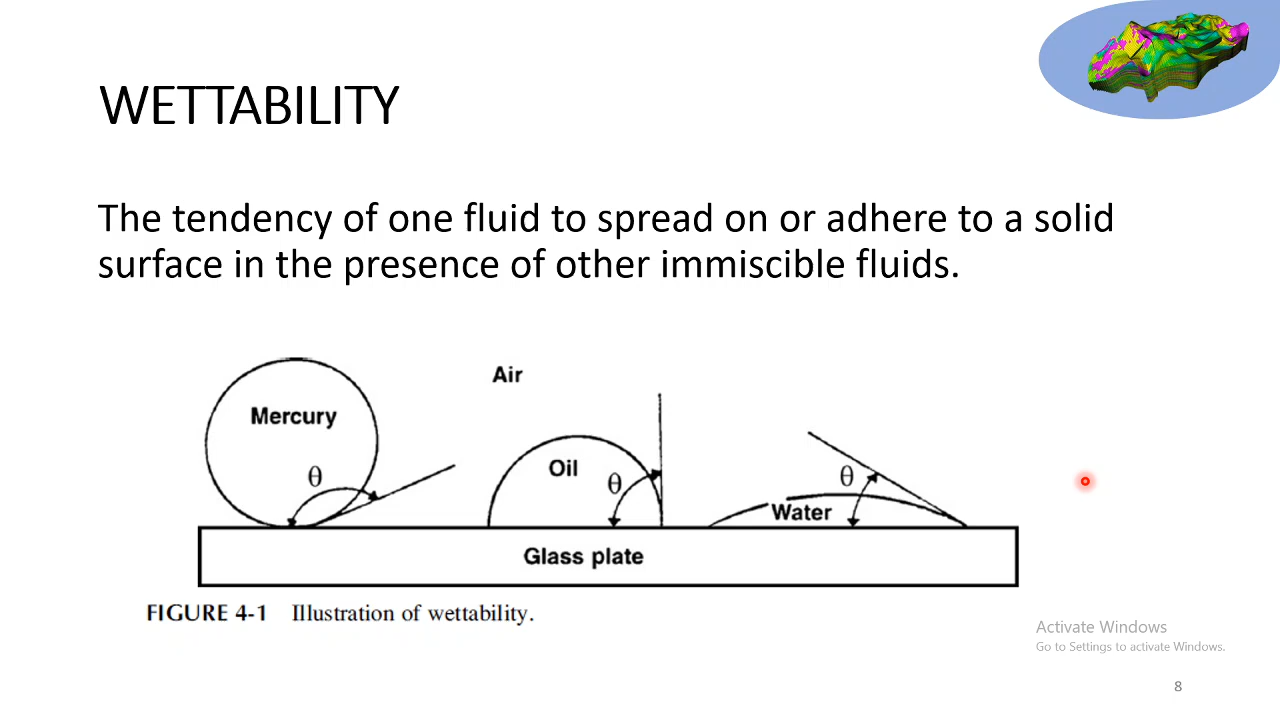 WETTABILITY
The tendency of one fluid to spread on or adhere to a solid
surface in the presence of other immiscible fluids.
Air
Mercury
θ
Oil
θ
θ
Water
Glass plate
FIGURE 4-1 Illustration of wettability.
Activate Windows
Go to Settings to activate Windows.
8